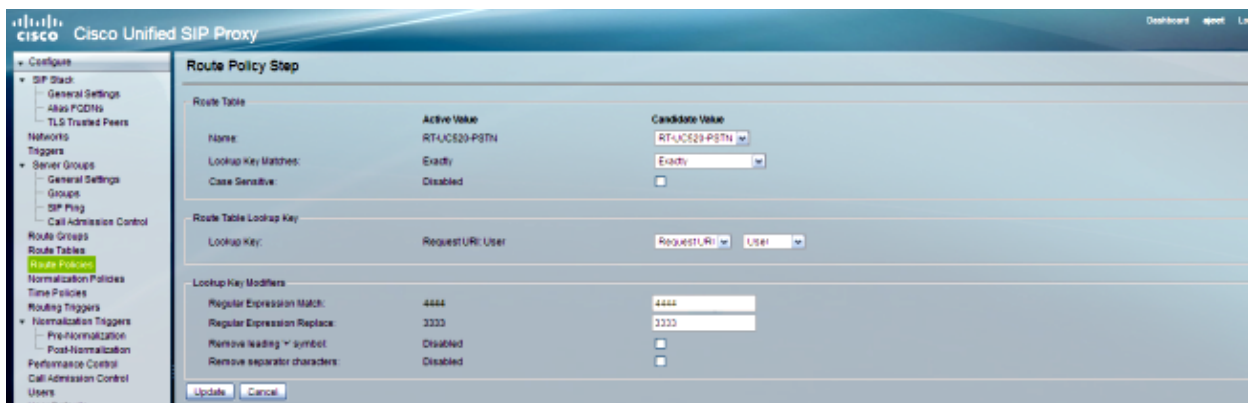 CISCO Cisco Unified SIP Proxy
Dashboard
Configure
Route Policy Step
SIP Stack
General Settings
Alias FQDNs
TLS Trusted Peers
Networks
Triggers
Server Groups
General Settings
Groups
SIP Ping
Call Admission Control
Route Groups
Route Tables
Route Policies
Normalization Policies
Time Policies
Routing Triggers
Normalization Triggers
Pre-Normalization
Post-Normalization
Performance Control
Call Admission Control
Users
Route Table
Active Value Candidate Value
Name: RT-UC520-PSTN RT-UC520-PSTN
Lookup Key Matches: Exactly Exactly
Case Sensitive: Disabled
Route Table Lookup Key
Lookup Key: Request URI: User Request URI User
Lookup Key Modifiers
Regular Expression Match: 4444 4444
Regular Expression Replace: 3333 3333
Remove leading '+' symbol: Disabled
Remove separator characters: Disabled
Update Cancel